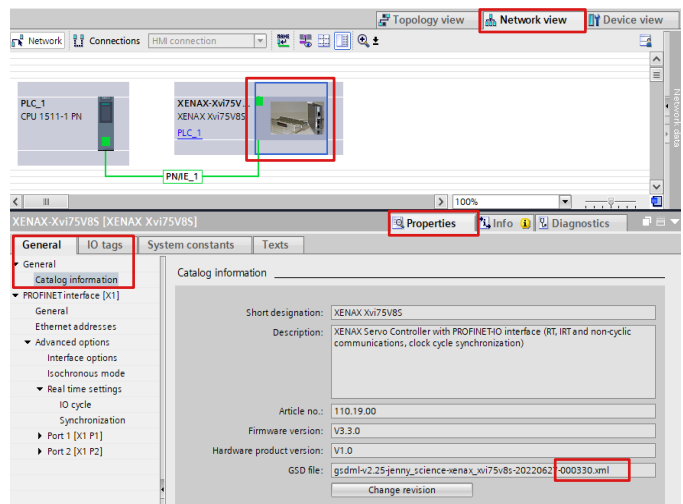 Topology view
Network view
Device view
Network
Connections
HMI connection
Network data
PLC_1
CPU 1511-1 PN
XENAX-Xvi75V...
XENAX Xvi75V8S
PLC_1
PN/IE_1
100%
XENAX-Xvi75V8S [XENAX Xvi75V8S]
Properties
Info
Diagnostics
General
IO tags
System constants
Texts
General
Catalog information
PROFINET interface [X1]
General
Ethernet addresses
Advanced options
Interface options
Isochronous mode
Real time settings
IO cycle
Synchronization
Port 1 [X1 P1]
Port 2 [X1 P2]
Catalog information
Short designation: XENAX Xvi75V8S
Description: XENAX Servo Controller with PROFINET-IO interface (RT, IRT and non-cyclic
communications, clock cycle synchronization)
Article no.: 110.19.00
Firmware version: V3.3.0
Hardware product version: V1.0
GSD file: gsdml-v2.25-jenny_science-xenax_xvi75v8s-20220627-000330.xml
Change revision